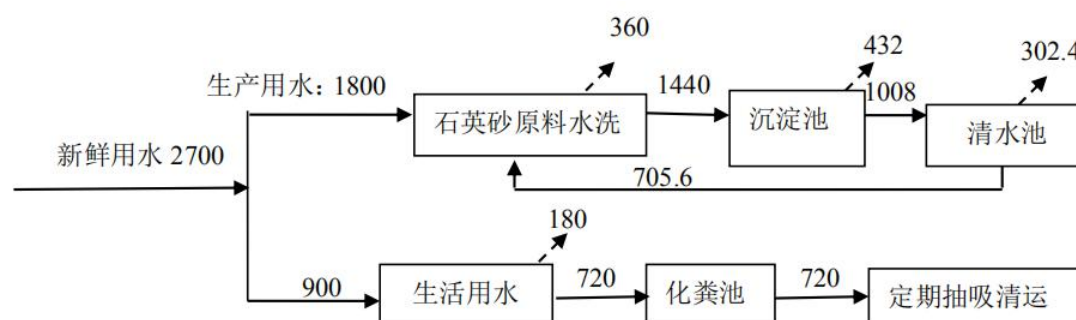 360
432
302.4
生产用水：1800
1440
1008
石英砂原料水洗
沉淀池
清水池
新鲜用水 2700
705.6
180
900
生活用水
720
化粪池
720
定期抽吸清运